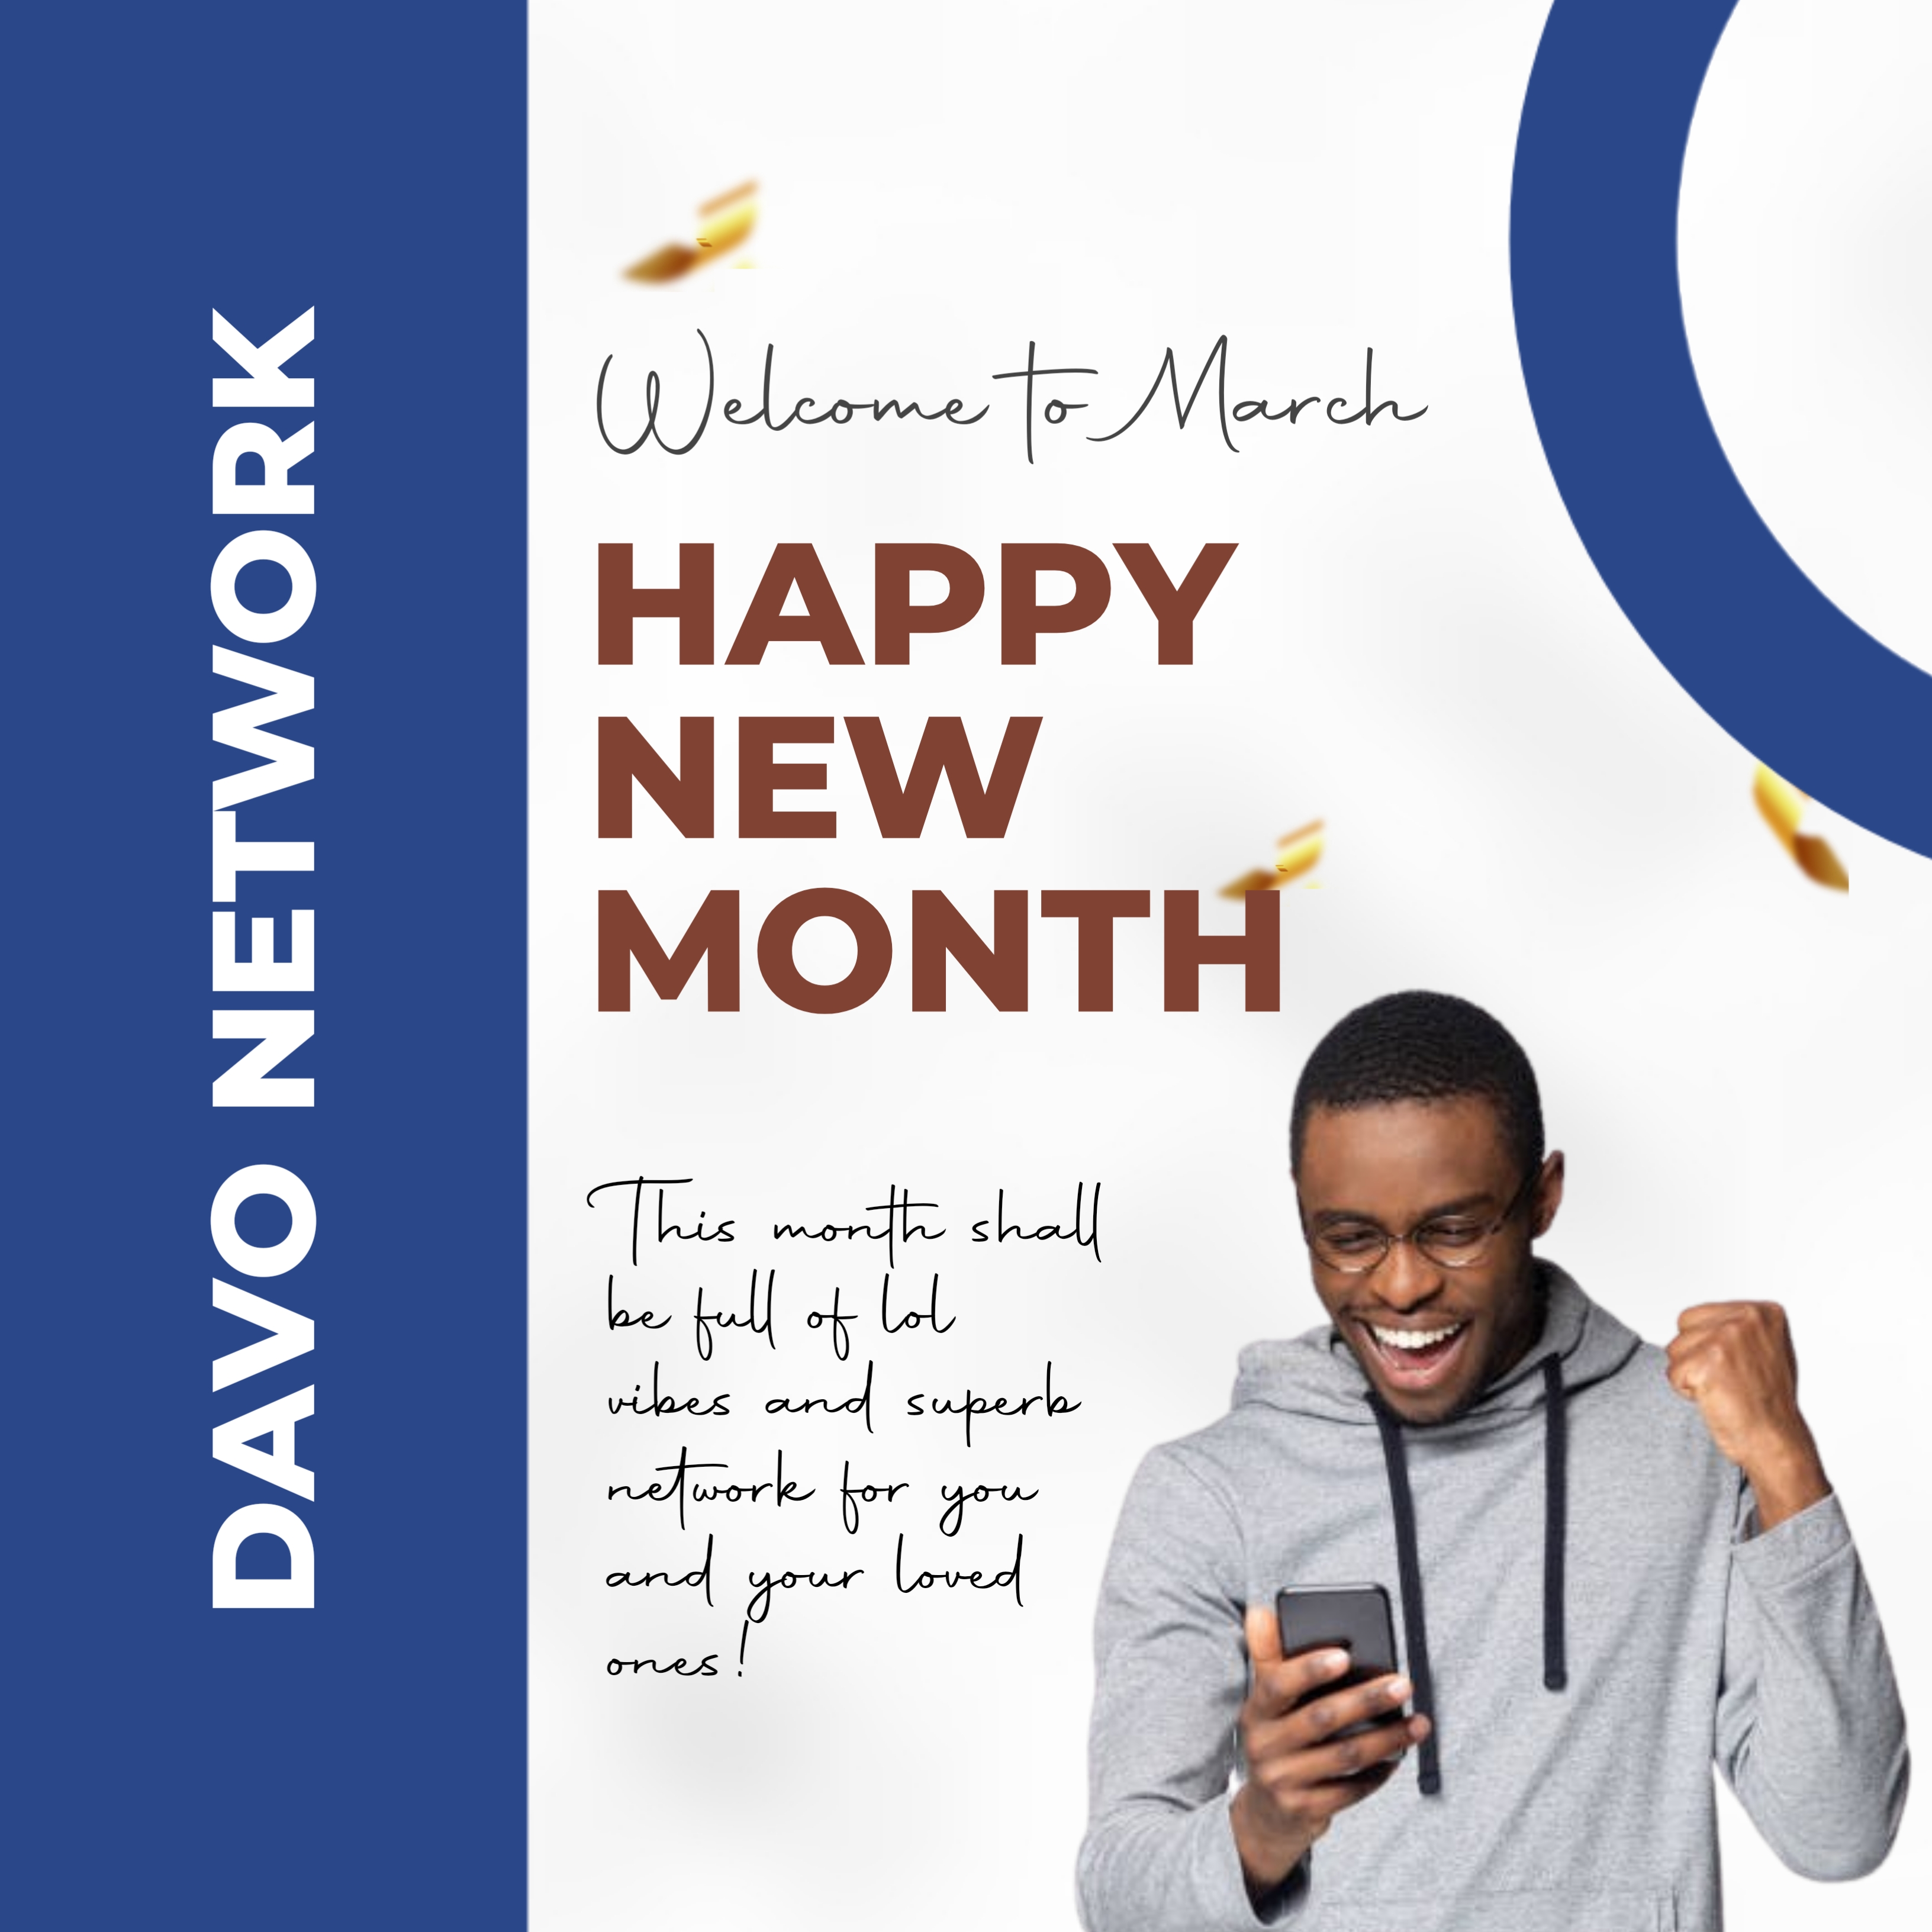 DAVO NETWORK
Welcome to March
HAPPY
NEW
MONTH
This month shall
be full of lol
vibes and superb
network for you
and your loved
ones!